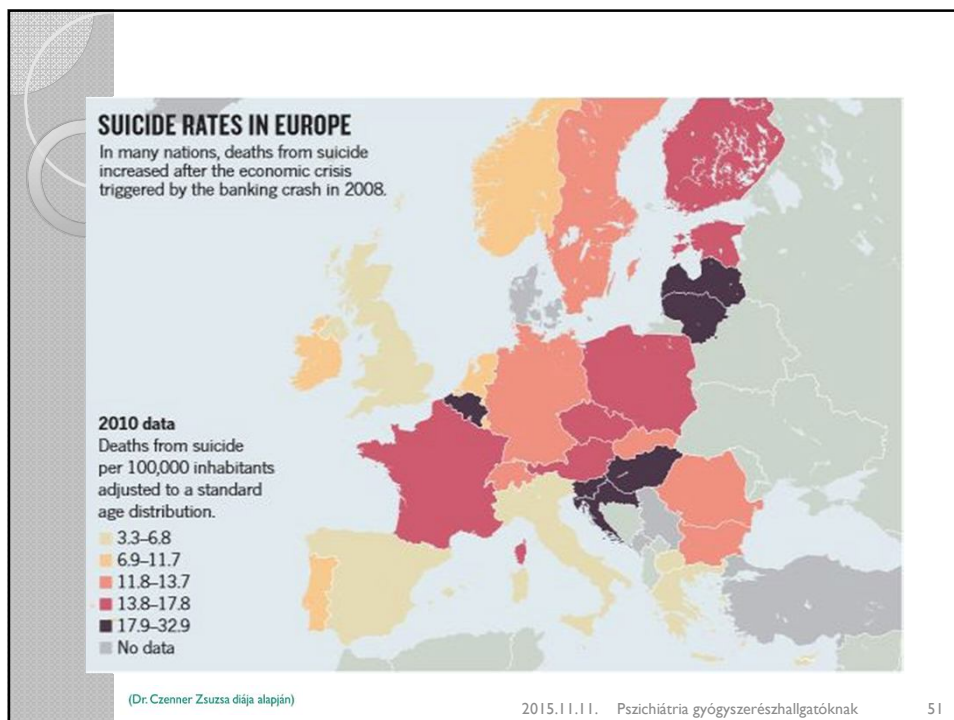 SUICIDE RATES IN EUROPE
In many nations, deaths from suicide
increased after the economic crisis
triggered by the banking crash in 2008.
2010 data
Deaths from suicide
per 100,000 inhabitants
adjusted to a standard
age distribution.
3.3–6.8
6.9–11.7
11.8–13.7
13.8–17.8
17.9–32.9
No data
(Dr. Czenner Zsuzsa diája alapján)
2015.11.11. Pszichiátria gyógyszerészhallgatóknak 51